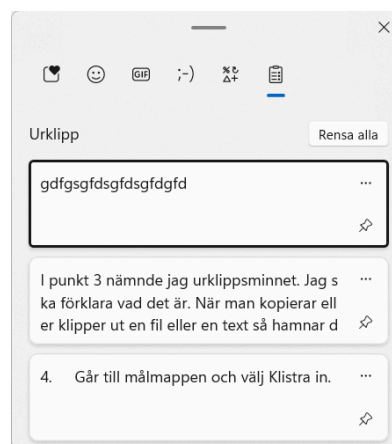 GIF
;-)
Urklipp
Rensa alla
gdfgsgfdsgfdsgfdgfd
I punkt 3 nämnde jag urklippsminnet. Jag s
ka förklara vad det är. När man kopierar ell
er klipper ut en fil eller en text så hamnar d
4. Går till målmappen och välj Klistra in.